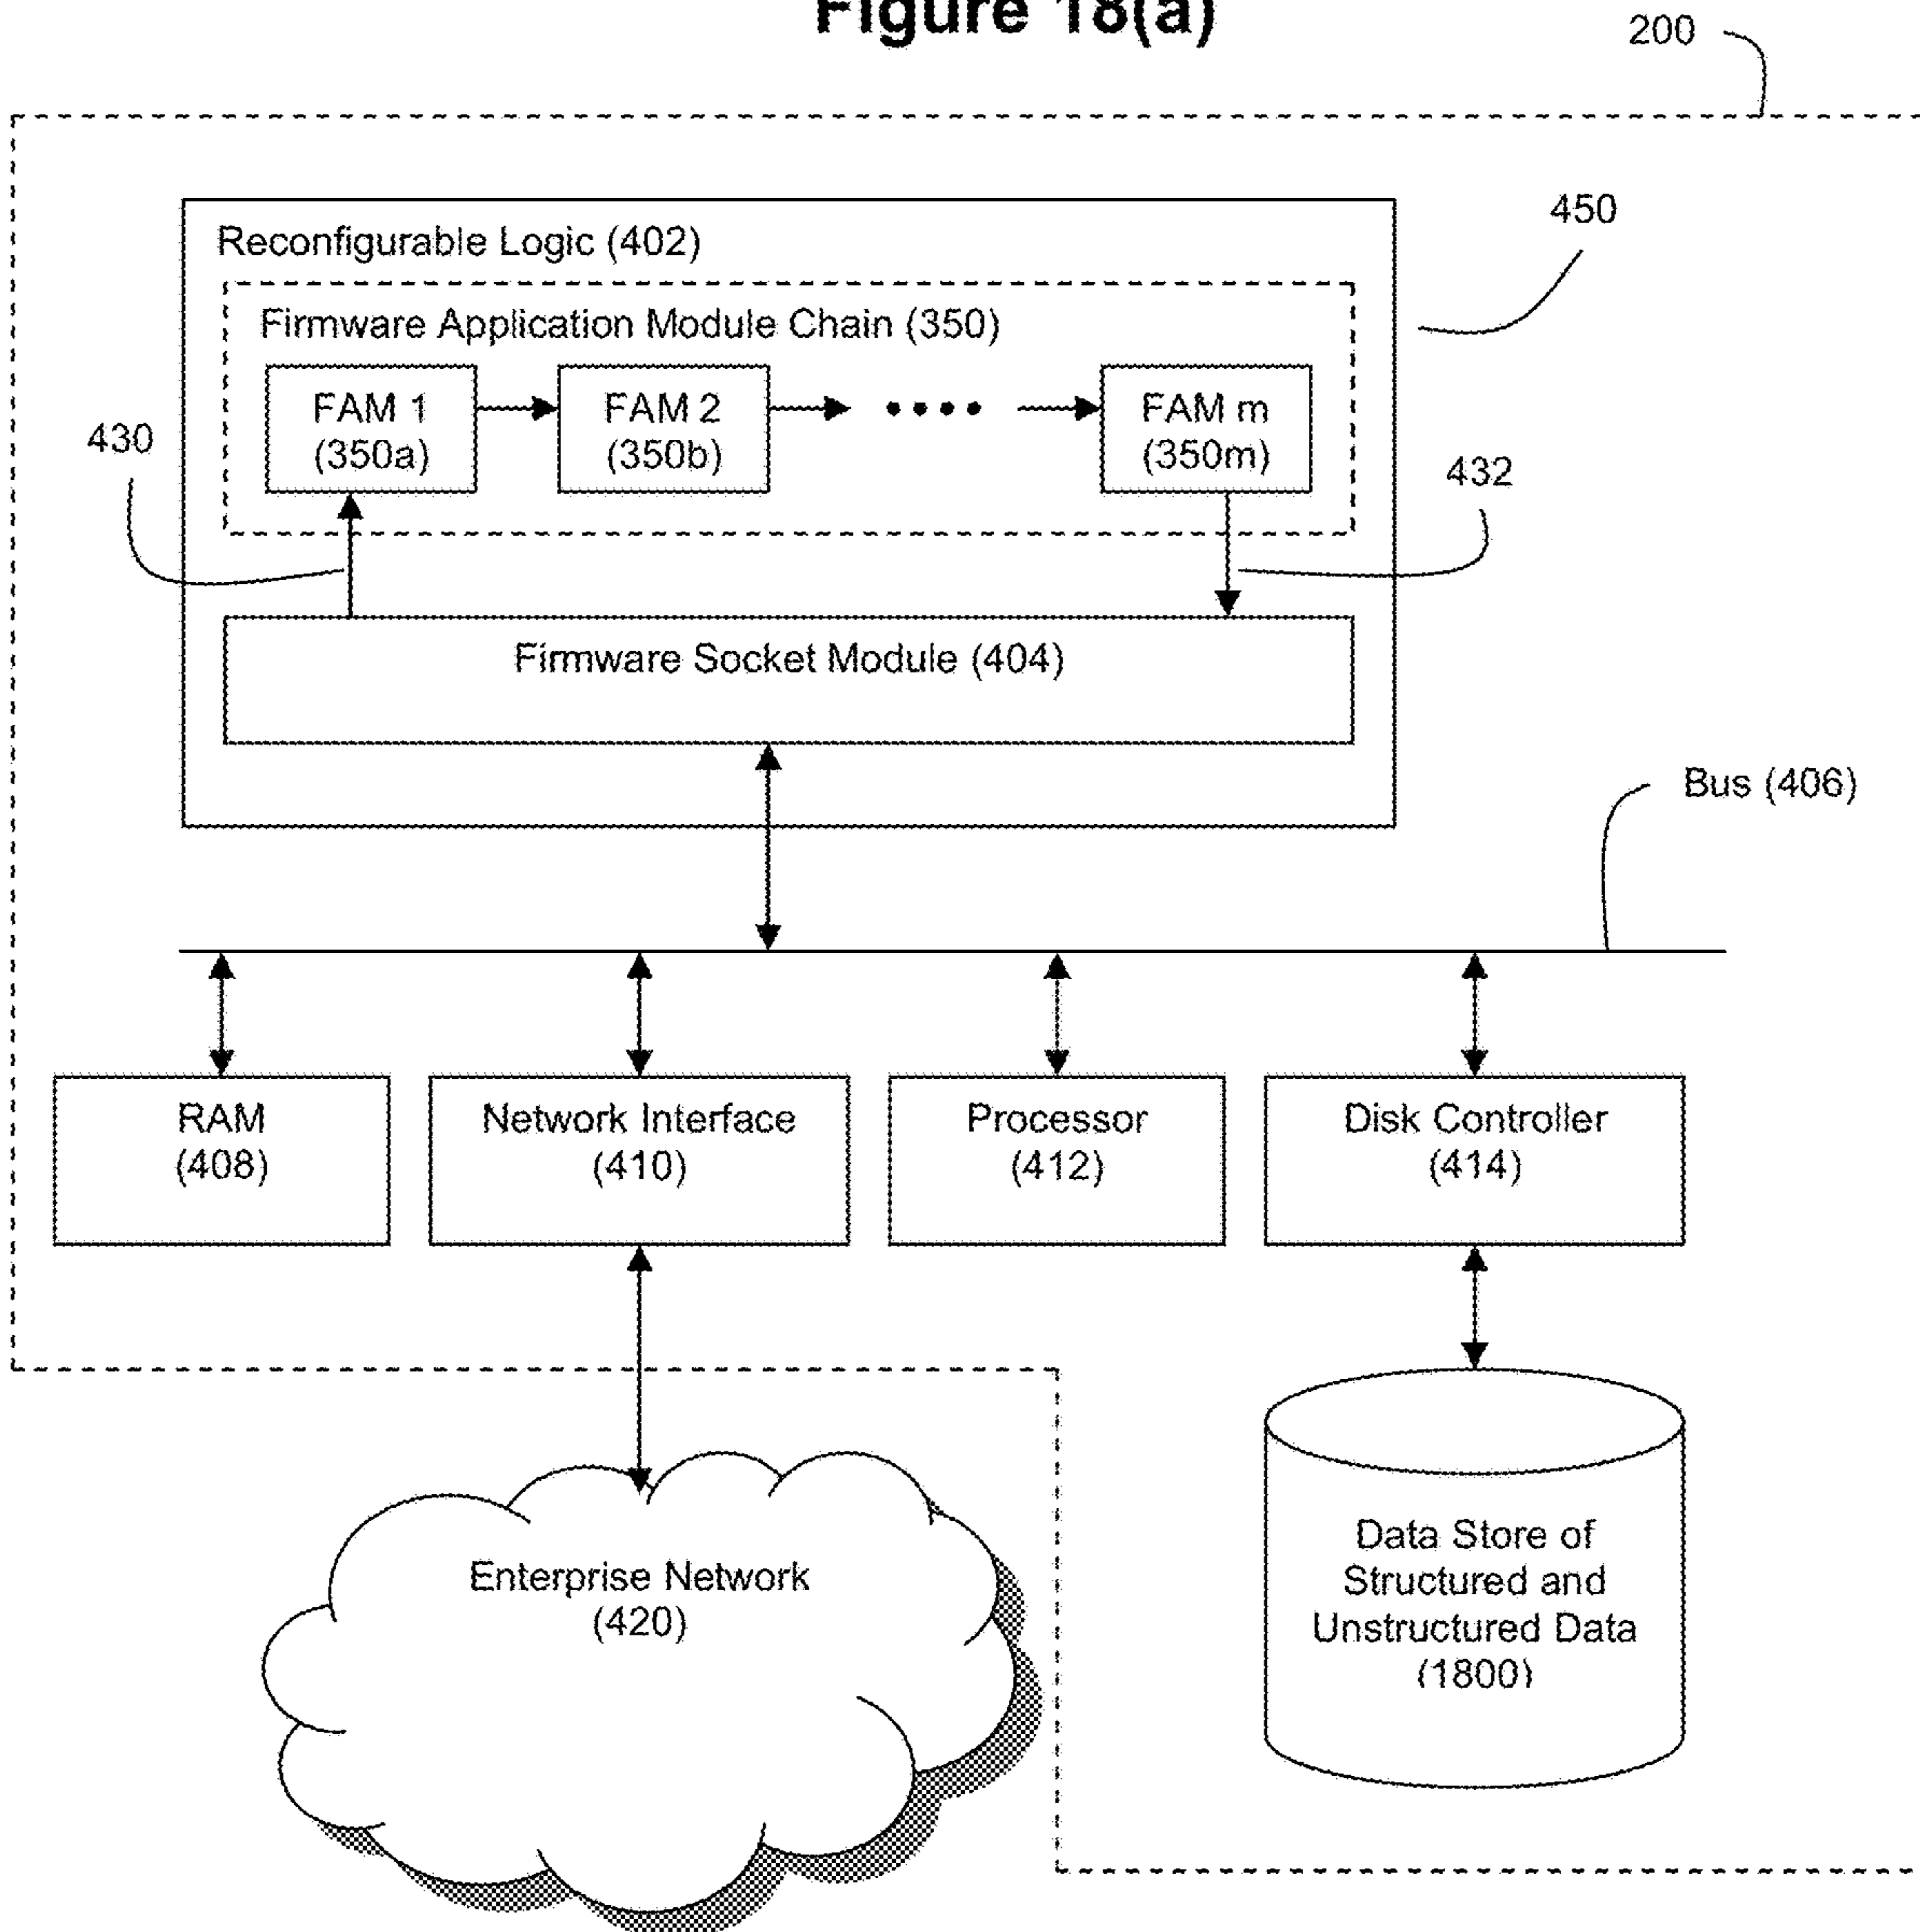 Figure 18(a)
200
450
Reconfigurable Logic (402)
Firmware Application Module Chain (350)
FAM 1
(350a)
FAM 2
(350b)
FAM m
(350m)
430
432
Firmware Socket Module (404)
Bus (406)
RAM
(408)
Network Interface
(410)
Processor
(412)
Disk Controller
(414)
Enterprise Network
(420)
Data Store of
Structured and
Unstructured Data
(1800)